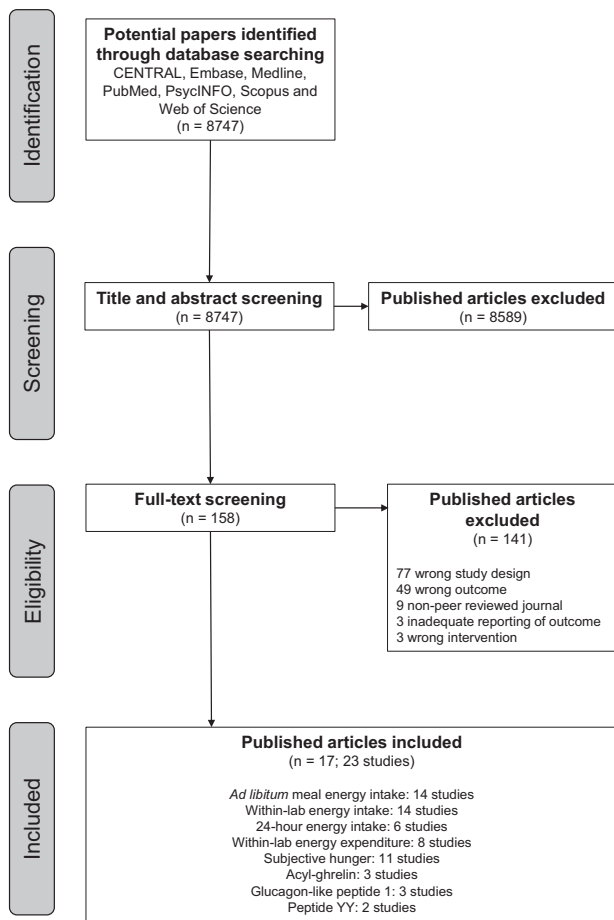 Identification
Potential papers identified
through database searching
CENTRAL, Embase, Medline,
PubMed, PsycINFO, Scopus and
Web of Science
(n = 8747)
Screening
Title and abstract screening
(n = 8747)
Published articles excluded
(n = 8589)
Eligibility
Full-text screening
(n = 158)
Published articles
excluded
(n = 141)
77 wrong study design
49 wrong outcome
9 non-peer reviewed journal
3 inadequate reporting of outcome
3 wrong intervention
Included
Published articles included
(n = 17; 23 studies)
Ad libitum meal energy intake: 14 studies
Within-lab energy intake: 14 studies
24-hour energy intake: 6 studies
Within-lab energy expenditure: 8 studies
Subjective hunger: 11 studies
Acyl-ghrelin: 3 studies
Glucagon-like peptide 1: 3 studies
Peptide YY: 2 studies